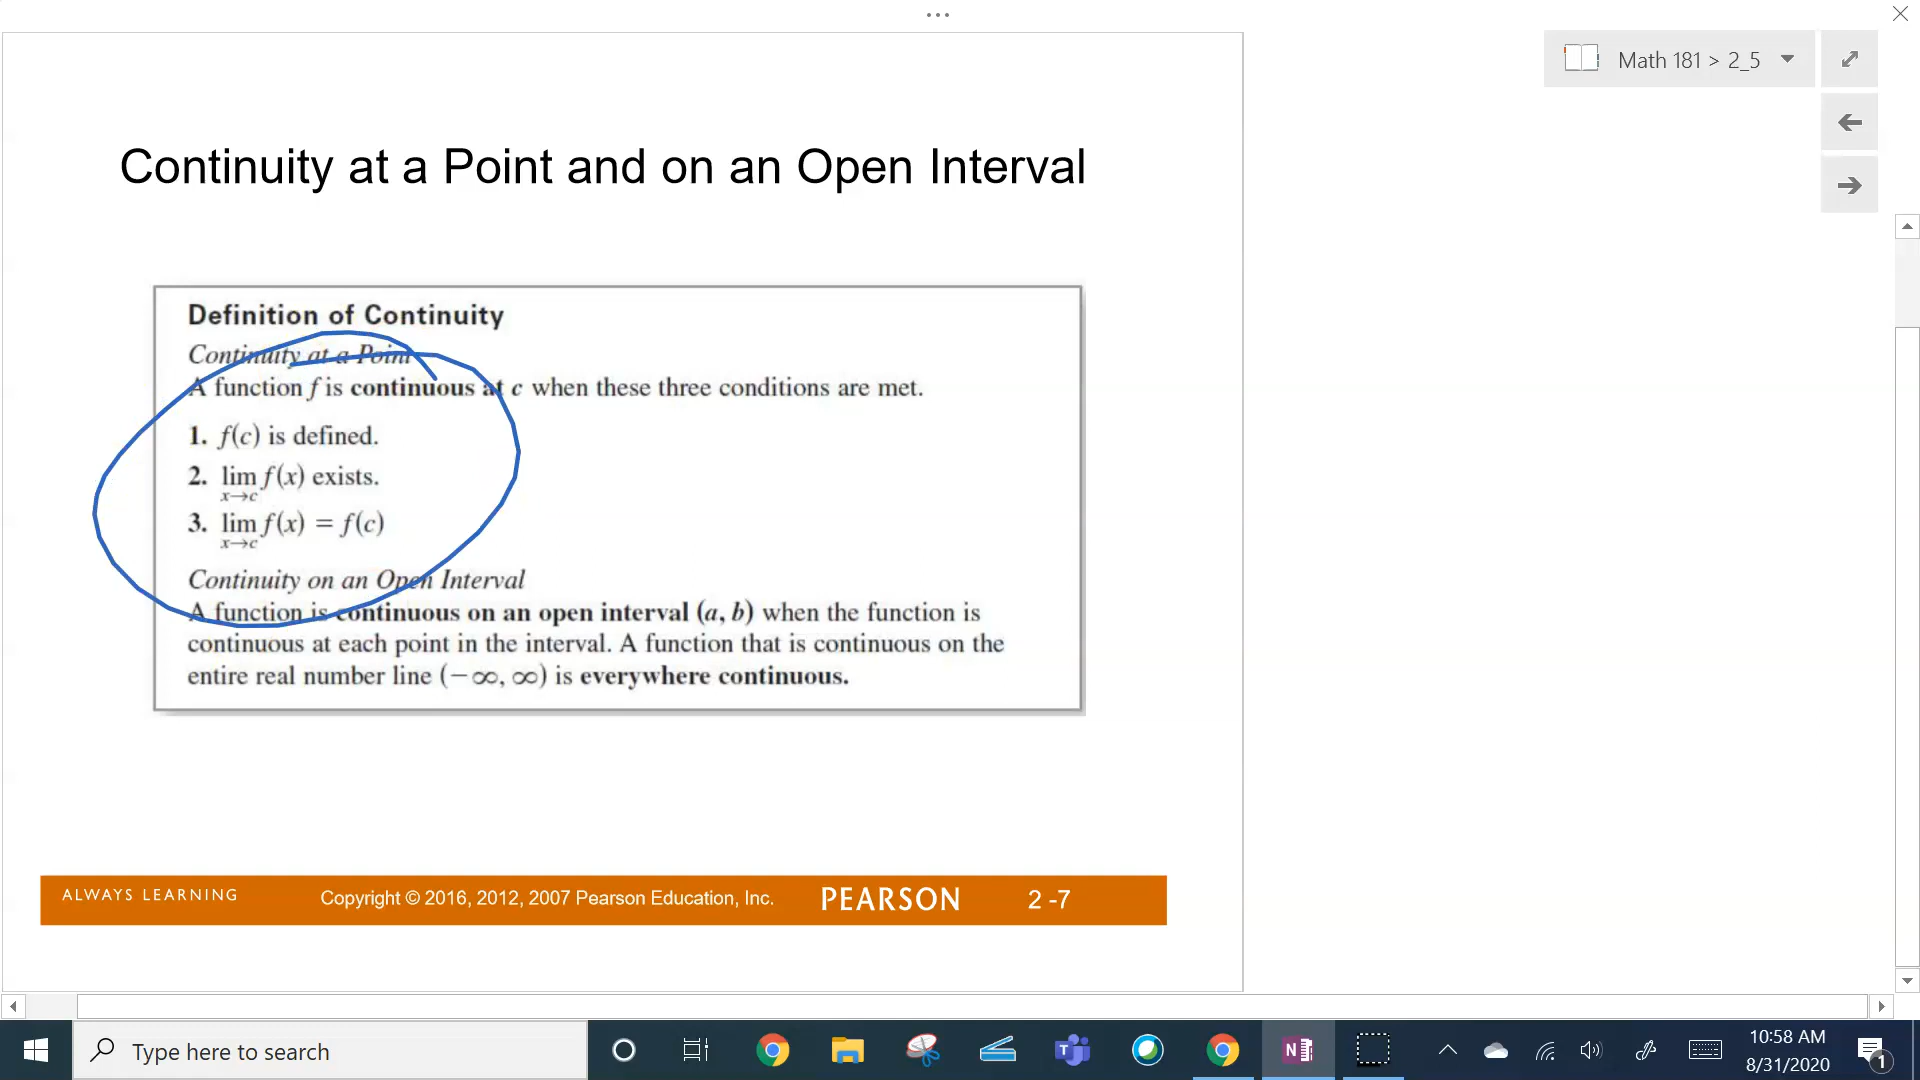 Math 181 > 2_5
Continuity at a Point and on an Open Interval
Definition of Continuity
Continuity at a Point
A function f is continuous at c when these three conditions are met.
1. f(c) is defined.
2. lim f(x) exists.
x→c
3. lim f(x) = f(c)
x→c
Continuity on an Open Interval
A function is continuous on an open interval (a, b) when the function is
continuous at each point in the interval. A function that is continuous on the
entire real number line (−∞, ∞) is everywhere continuous.
ALWAYS LEARNING Copyright © 2016, 2012, 2007 Pearson Education, Inc. PEARSON 2 -7
Type here to search
N
T
10:58 AM
8/31/2020
1